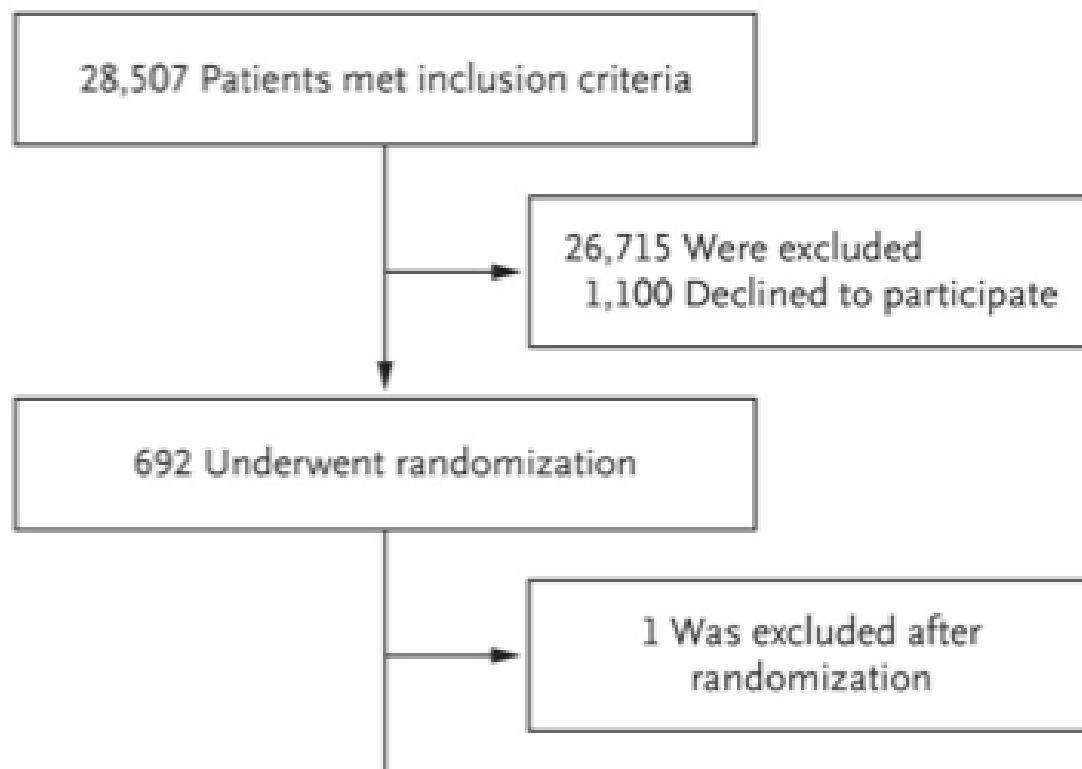 28,507 Patients met inclusion criteria
26,715 Were excluded
1,100 Declined to participate
692 Underwent randomization
1 Was excluded after
randomization